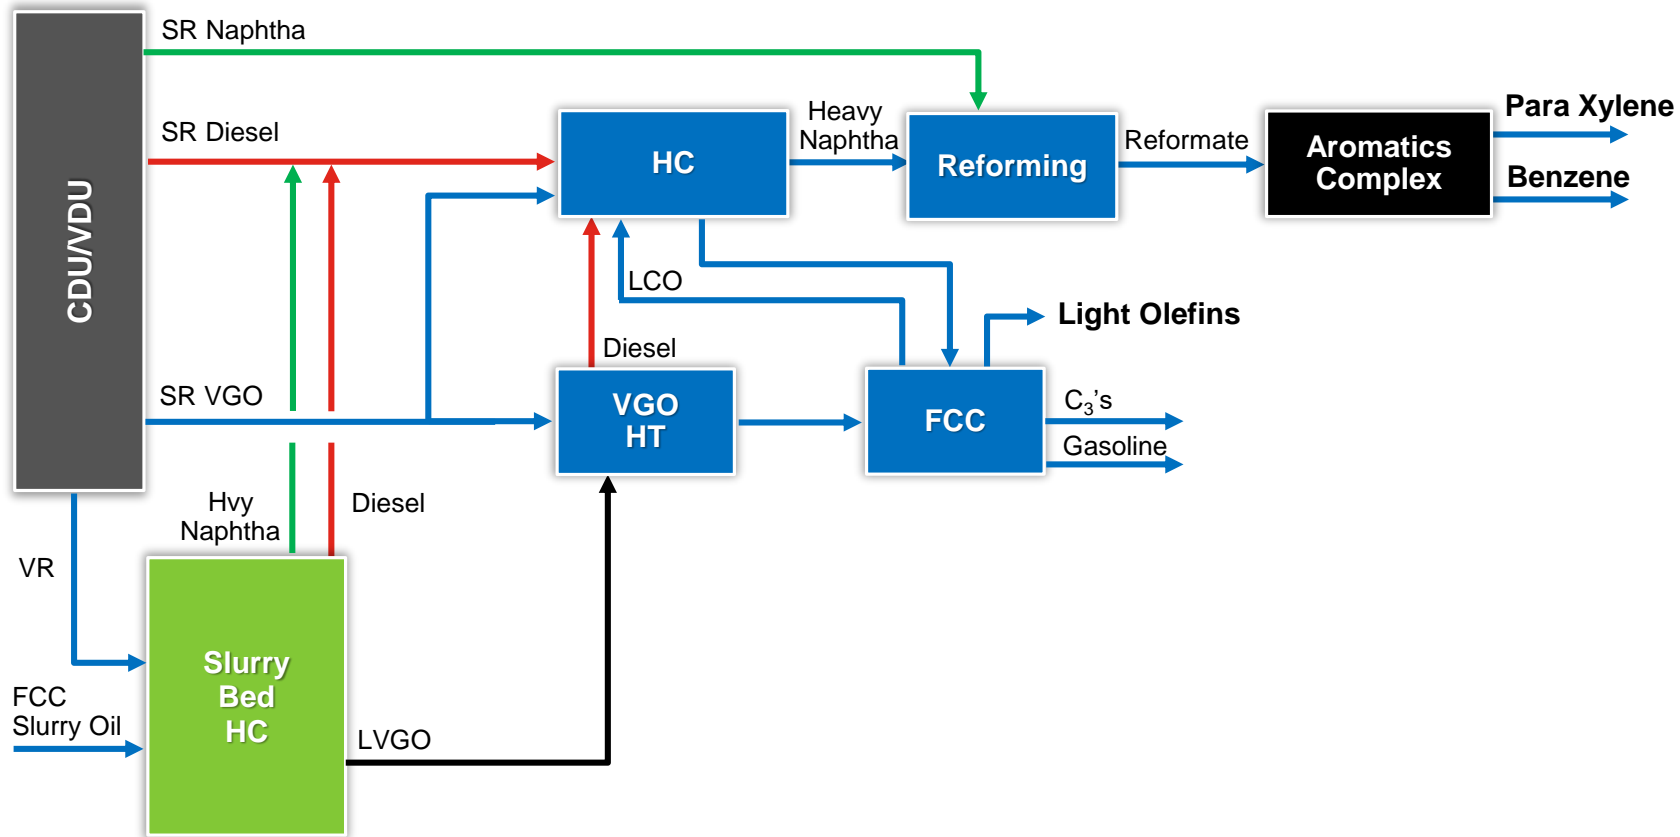 SR Naphtha
SR Diesel
CDU/VDU
HC
Heavy
Naphtha
Reforming
Reformate
Aromatics
Complex
Para Xylene
Benzene
LCO
Light Olefins
Diesel
SR VGO
VGO
HT
FCC
C₃'s
Gasoline
Hvy
Naphtha
Diesel
VR
Slurry
Bed
HC
FCC
Slurry Oil
LVGO